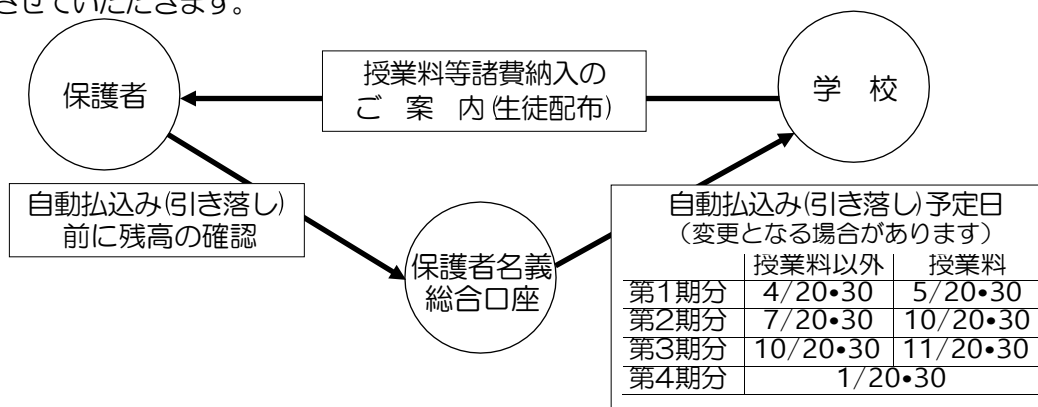 させていただきます。
保護者
授業料等諸費納入の
ご 案 内(生徒配布)
学 校
自動払込み(引き落し)
前に残高の確認
保護者名義
総合口座
自動払込み(引き落し)予定日
(変更となる場合があります)
授業料以外 授業料
第1期分 4/20•30 5/20•30
第2期分 7/20•30 10/20•30
第3期分 10/20•30 11/20•30
第4期分 1/20•30